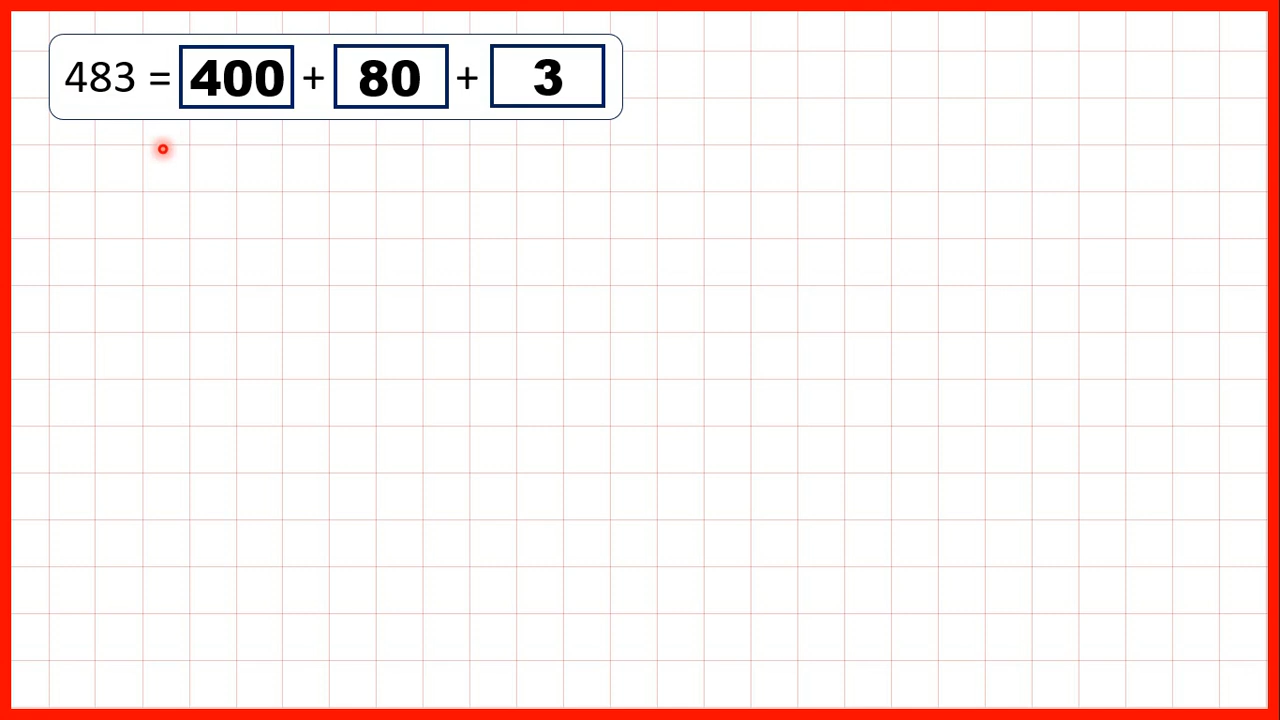 483 = 400 + 80 + 3